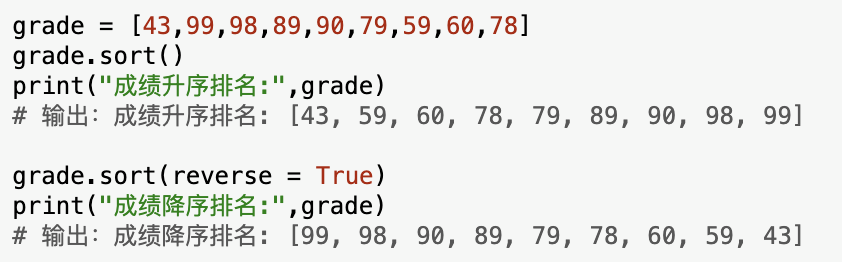 grade = [43,99,98,89,90,79,59,60,78]
grade.sort()
print("成绩升序排名:",grade)
# 输出：成绩升序排名: [43, 59, 60, 78, 79, 89, 90, 98, 99]
grade.sort(reverse = True)
print("成绩降序排名:",grade)
# 输出：成绩降序排名: [99, 98, 90, 89, 79, 78, 60, 59, 43]